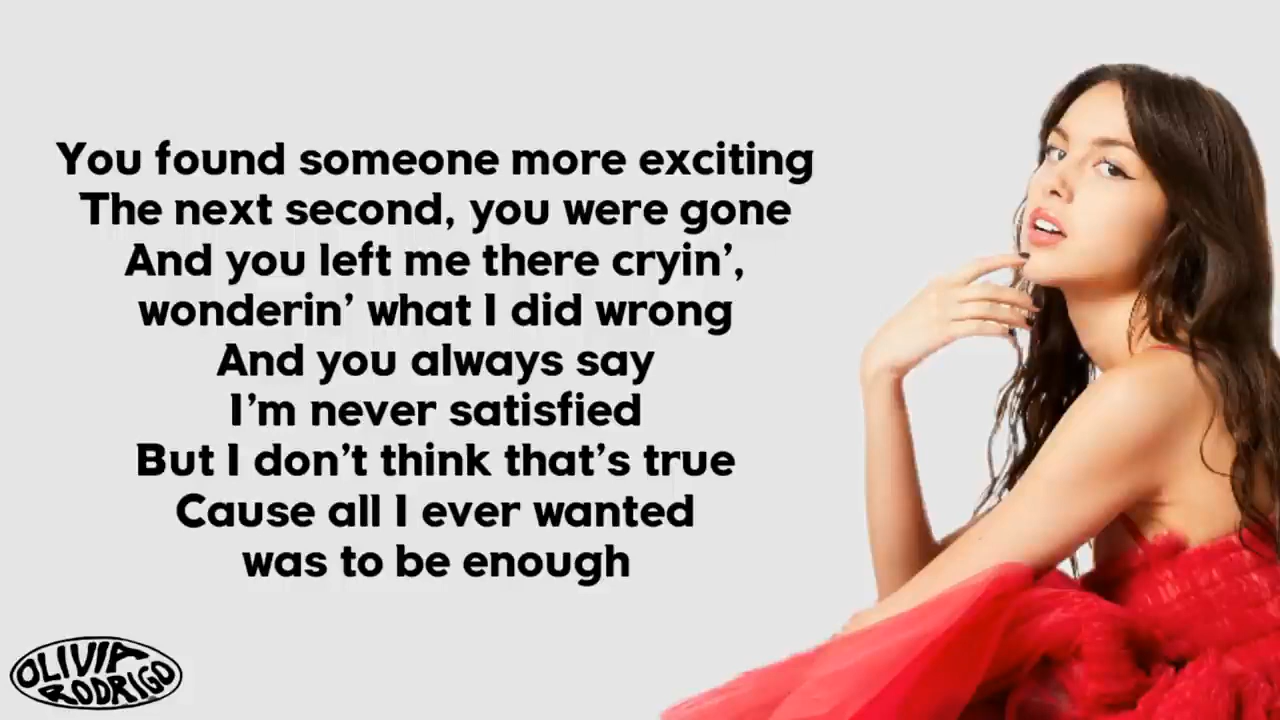 You found someone more exciting
The next second, you were gone
And you left me there cryin’,
wonderin’ what I did wrong
And you always say
I’m never satisfied
But I don’t think that’s true
Cause all I ever wanted
was to be enough
OLIVIA
RODRIGO